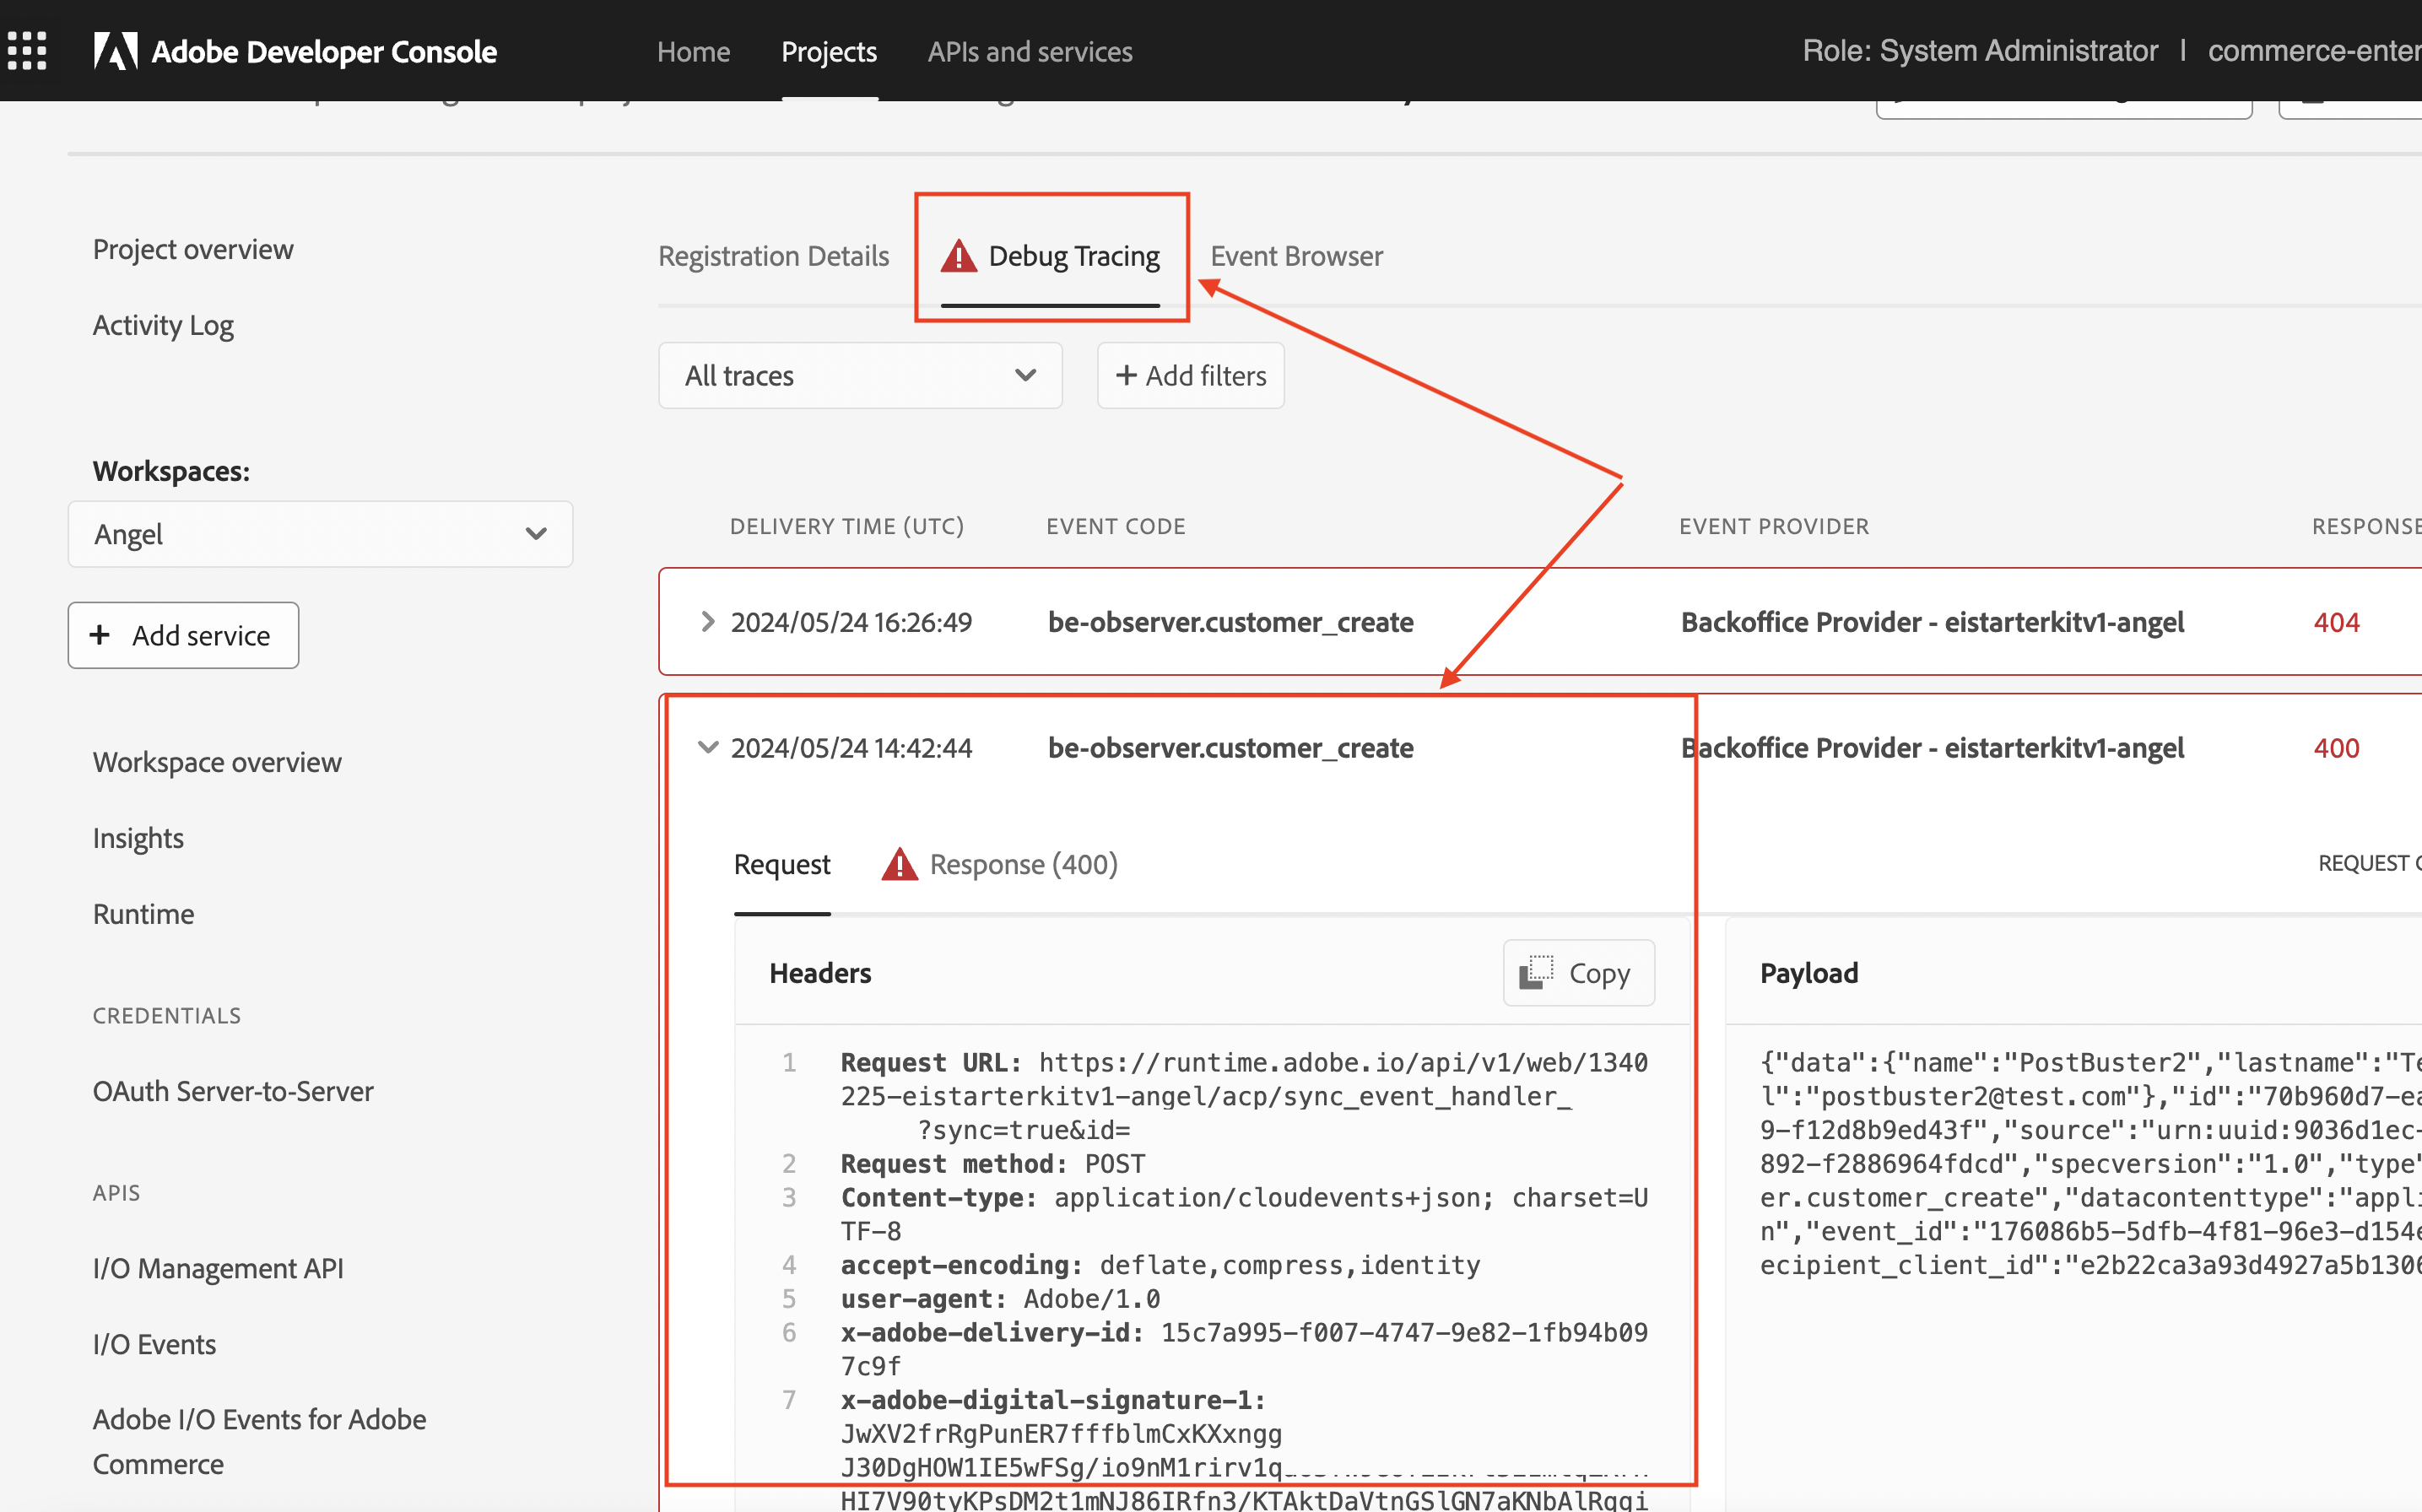 Adobe Developer Console
Home
Projects
APIs and services
Role: System Administrator | commerce-enter
Project overview
Activity Log
Workspaces:
Angel
+ Add service
Workspace overview
Insights
Runtime
CREDENTIALS
OAuth Server-to-Server
APIS
I/O Management API
I/O Events
Adobe I/O Events for Adobe
Commerce
Registration Details
Debug Tracing
Event Browser
All traces
+ Add filters
DELIVERY TIME (UTC) EVENT CODE EVENT PROVIDER RESPONSE
2024/05/24 16:26:49 be-observer.customer_create Backoffice Provider - eistarterkitv1-angel 404
2024/05/24 14:42:44 be-observer.customer_create Backoffice Provider - eistarterkitv1-angel 400
Request
Response (400)
REQUEST
Headers
Copy
1 Request URL: https://runtime.adobe.io/api/v1/web/1340
225-eistarterkitv1-angel/acp/sync_event_handler_
?sync=true&id=
2 Request method: POST
3 Content-type: application/cloudevents+json; charset=U
TF-8
4 accept-encoding: deflate,compress,identity
5 user-agent: Adobe/1.0
6 x-adobe-delivery-id: 15c7a995-f007-4747-9e82-1fb94b09
7c9f
7 x-adobe-digital-signature-1:
JwXV2frRgPunER7fffblmCxKXxngg
J30DgHOW1IE5wFSg/io9nM1rirv1q
HI7V90tyKPsDM2t1mNJ86IRfn3/KTAktDaVtnGSlGN7aKNbAlRqgi
Payload
{"data":{"name":"PostBuster2","lastname":"Te
l":"postbuster2@test.com"},"id":"70b960d7-ea
9-f12d8b9ed43f","source":"urn:uuid:9036d1ec-
892-f2886964fdcd","specversion":"1.0","type"
er.customer_create","datacontenttype":"appli
n","event_id":"176086b5-5dfb-4f81-96e3-d154e
ecipient_client_id":"e2b22ca3a93d4927a5b1306